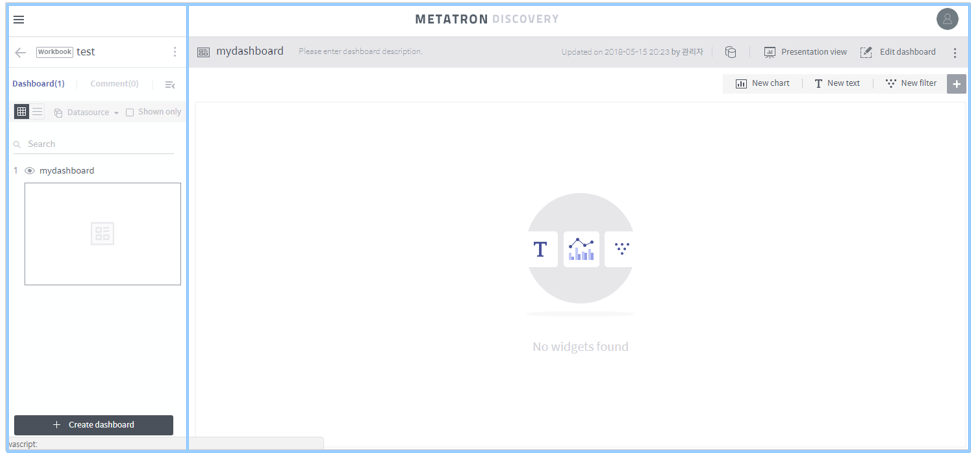 METATRON DISCOVERY
Workbook test
Dashboard(1) Comment(0)
Datasource Shown only
Search
1 mydashboard
Create dashboard
vascript:
mydashboard Please enter dashboard description. Updated on 2018-05-15 20:23 by 관리자 Presentation view Edit dashboard
New chart T New text New filter +
T
No widgets found